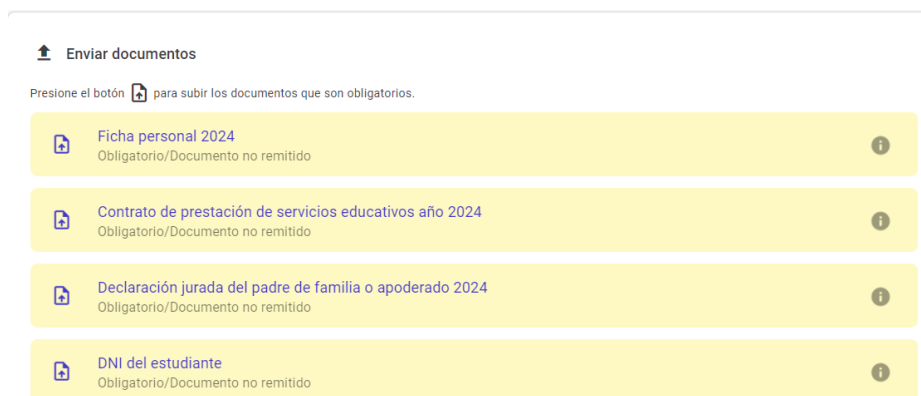 Enviar documentos
Presione el botón para subir los documentos que son obligatorios.
Ficha personal 2024
Obligatorio/Documento no remitido
Contrato de prestación de servicios educativos año 2024
Obligatorio/Documento no remitido
Declaración jurada del padre de familia o apoderado 2024
Obligatorio/Documento no remitido
DNI del estudiante
Obligatorio/Documento no remitido